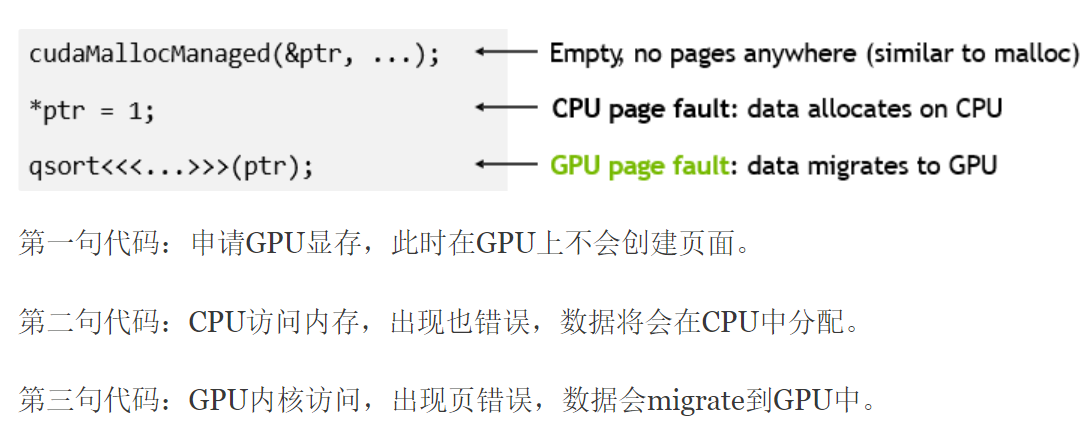 cudaMallocManaged(&ptr, ...); Empty, no pages anywhere (similar to malloc)
*ptr = 1; CPU page fault: data allocates on CPU
qsort<<<...>>>(ptr); GPU page fault: data migrates to GPU
第一句代码：申请GPU显存，此时在GPU上不会创建页面。
第二句代码：CPU访问内存，出现也错误，数据将会在CPU中分配。
第三句代码：GPU内核访问，出现页错误，数据会migrate到GPU中。